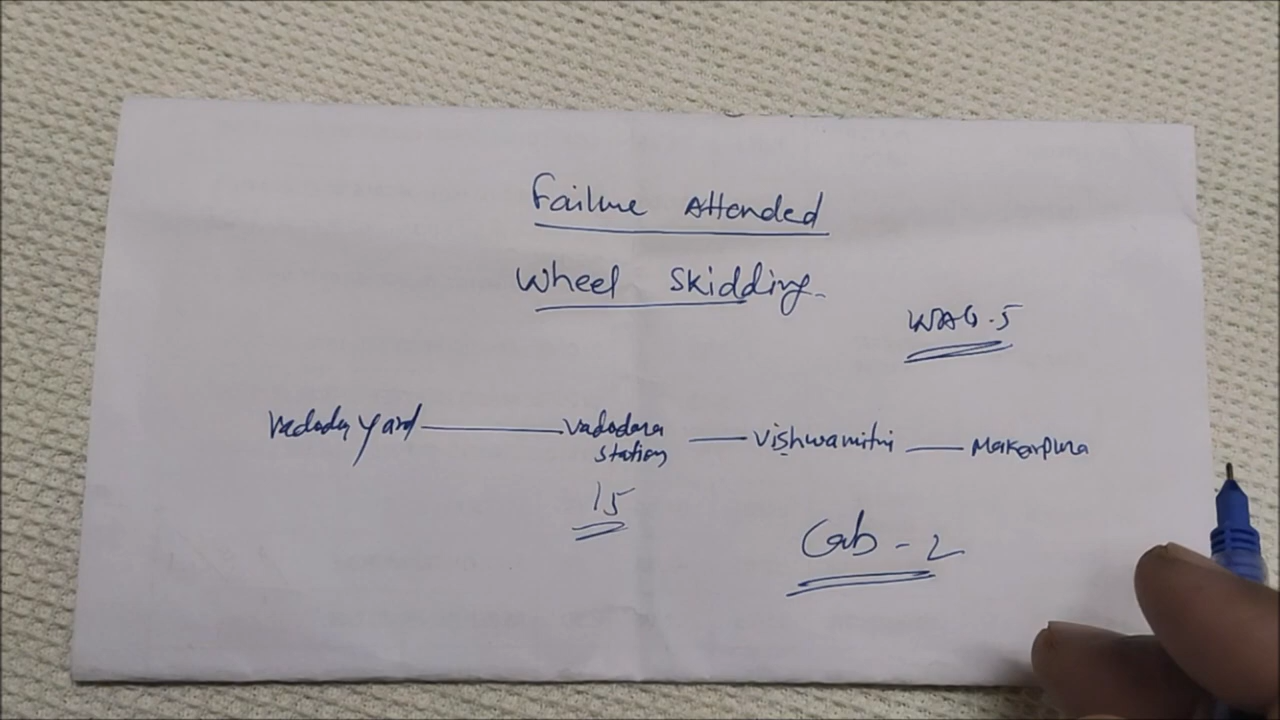 Failure Attended
Wheel Skidding
WAG-5
Vadodara Yard — Vadodara Station — Vishwamitri — Makarpura
15
Cab-2